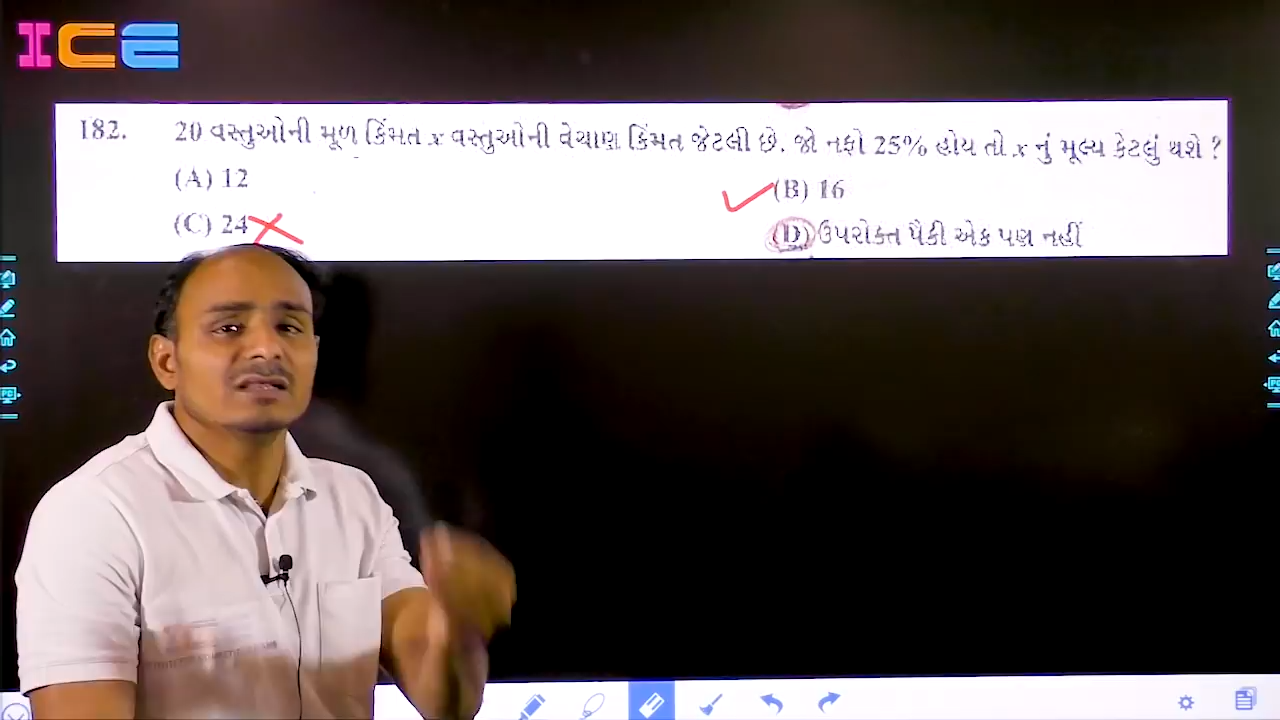 ICE
182. 20 વસ્તુઓની મૂળ કિંમત x વસ્તુઓની વેચાણ કિંમત જેટલી છે. જો નફો 25% હોય તો x નું મૂલ્ય કેટલું થશે ?
(A) 12 (B) 16
(C) 24 (D) ઉપરોક્ત પૈકી એક પણ નહીં